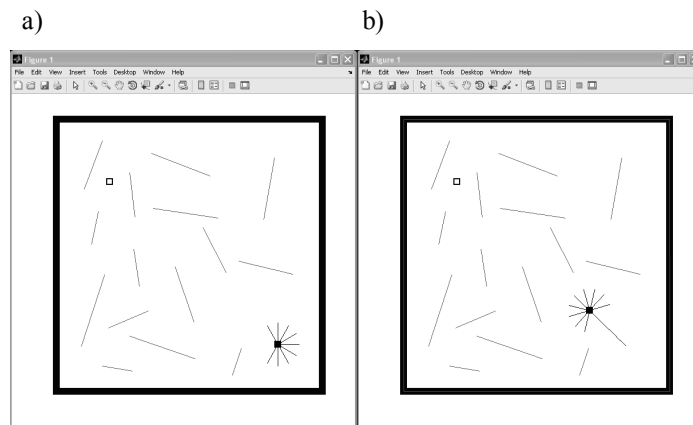 a) b)
Figure 1 Figure 1
File Edit View Insert Tools Desktop Window Help File Edit View Insert Tools Desktop Window Help